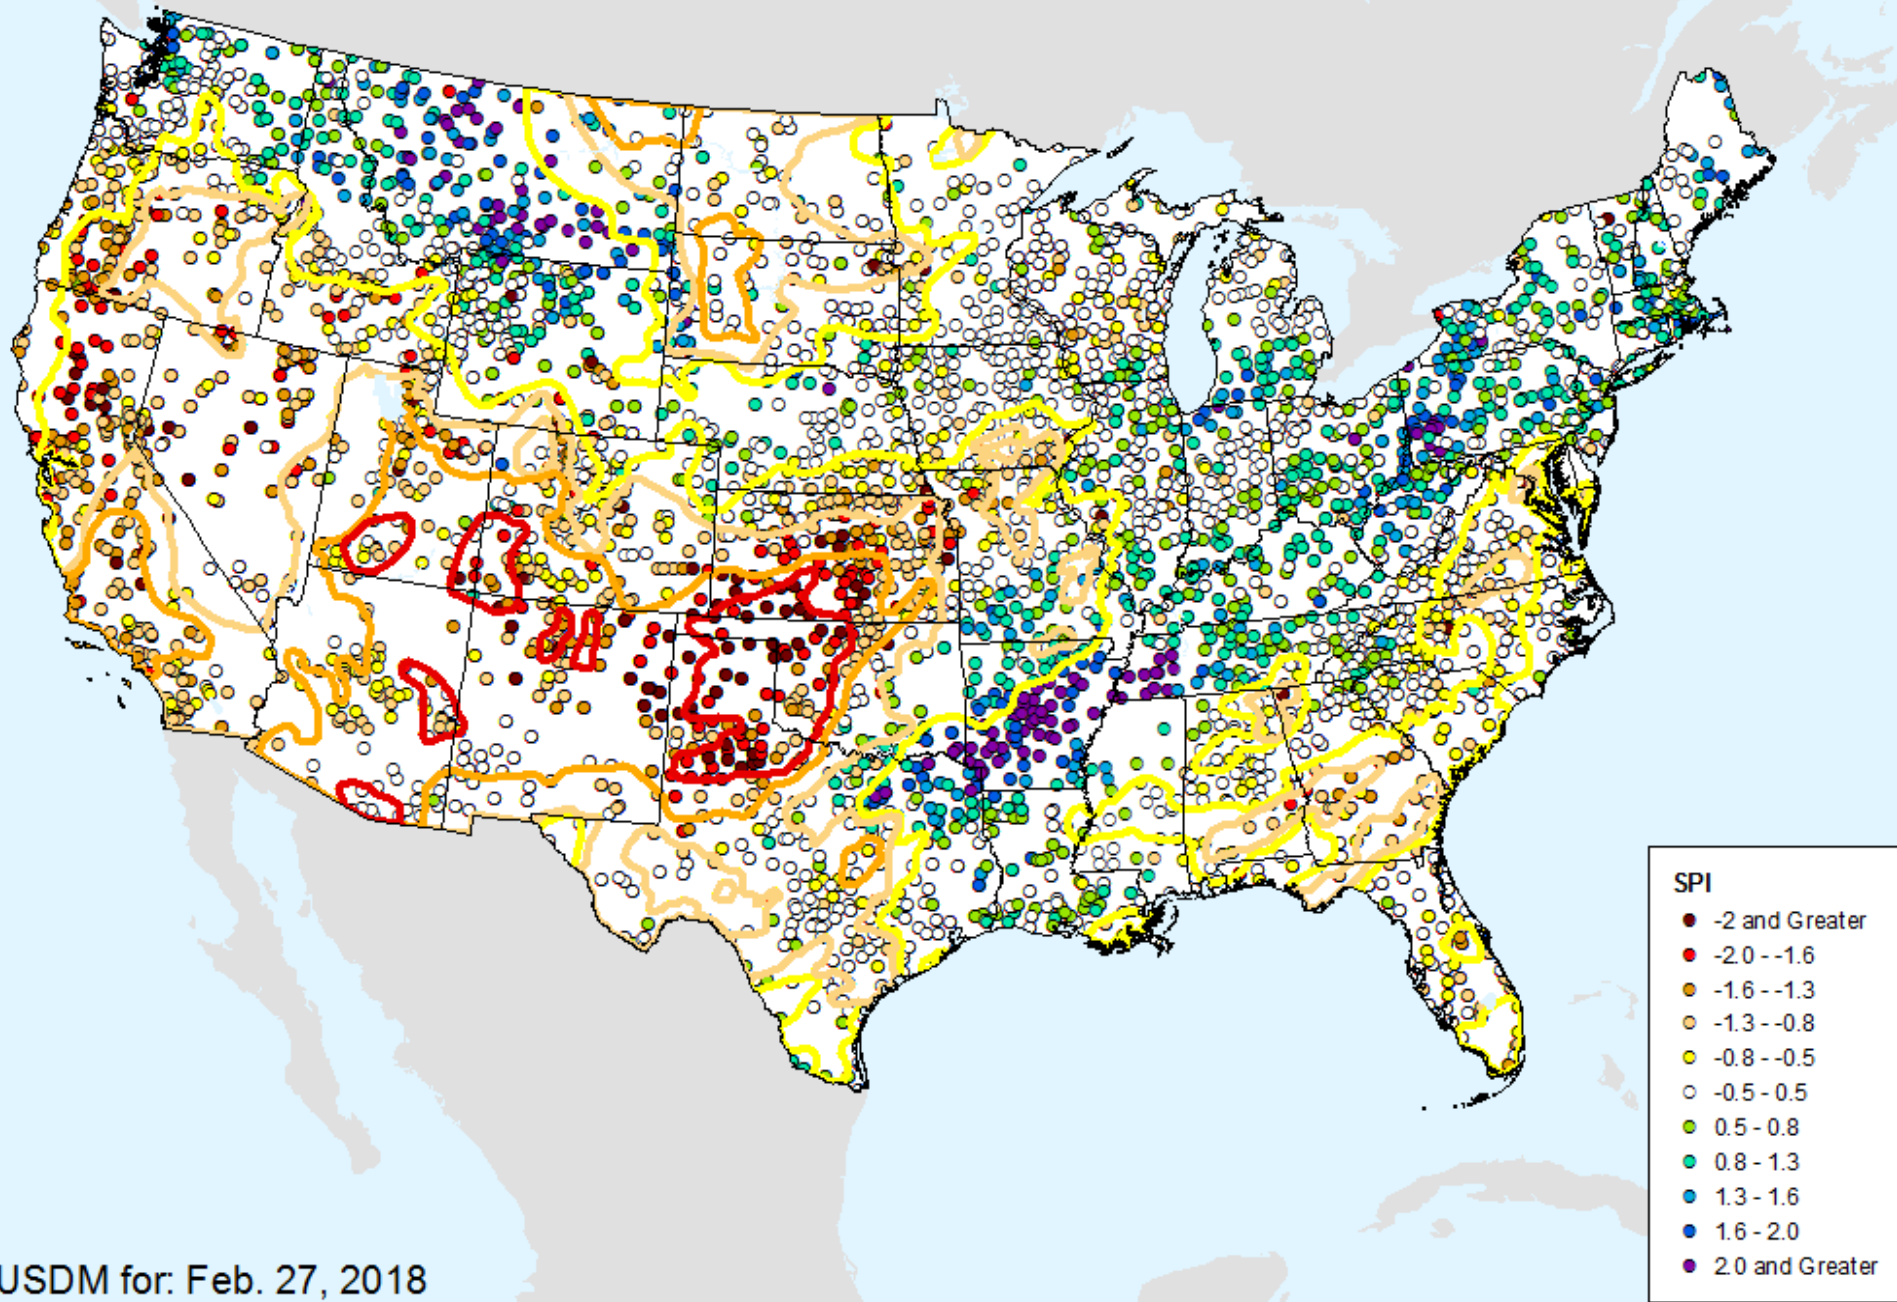 SPI
-2 and Greater
-2.0 - -1.6
-1.6 - -1.3
-1.3 - -0.8
-0.8 - -0.5
-0.5 - 0.5
0.5 - 0.8
0.8 - 1.3
1.3 - 1.6
1.6 - 2.0
2.0 and Greater
USDM for: Feb. 27, 2018